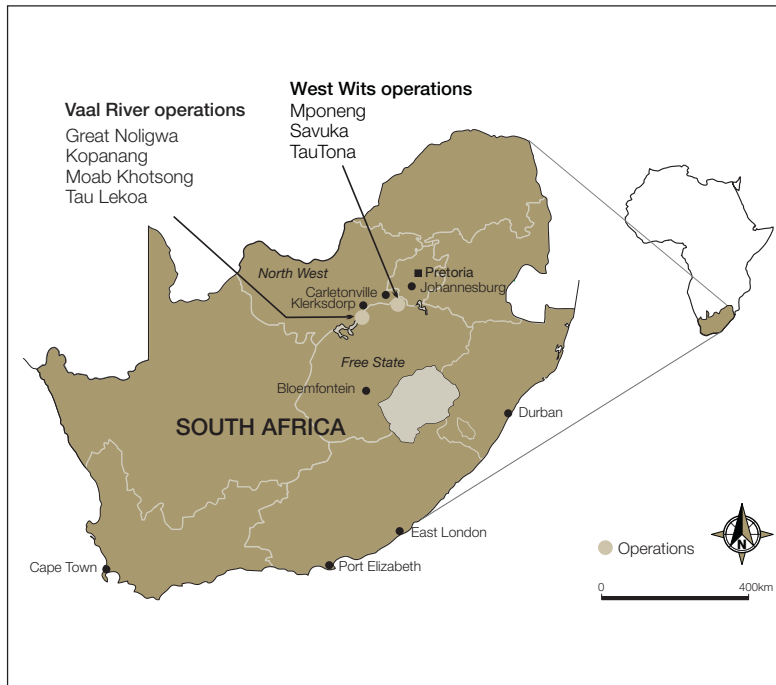 West Wits operations
Mponeng
Savuka
TauTona
Vaal River operations
Great Noligwa
Kopanang
Moab Khotsong
Tau Lekoa
North West
Pretoria
Johannesburg
Carletonville
Klerksdorp
Free State
Bloemfontein
SOUTH AFRICA
Durban
East London
Port Elizabeth
Cape Town
Operations
N
0
400km